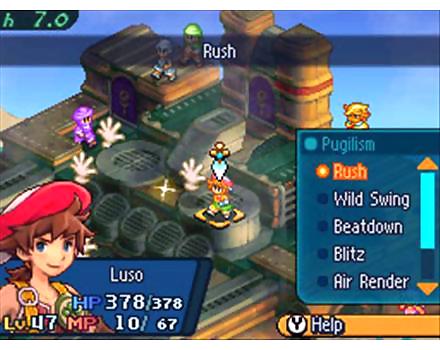 h 7.0
Rush
Pugilism
Rush
Wild Swing
Beatdown
Blitz
Air Render
Luso
HP 378/378
Lv.47 MP 10/67
Y Help